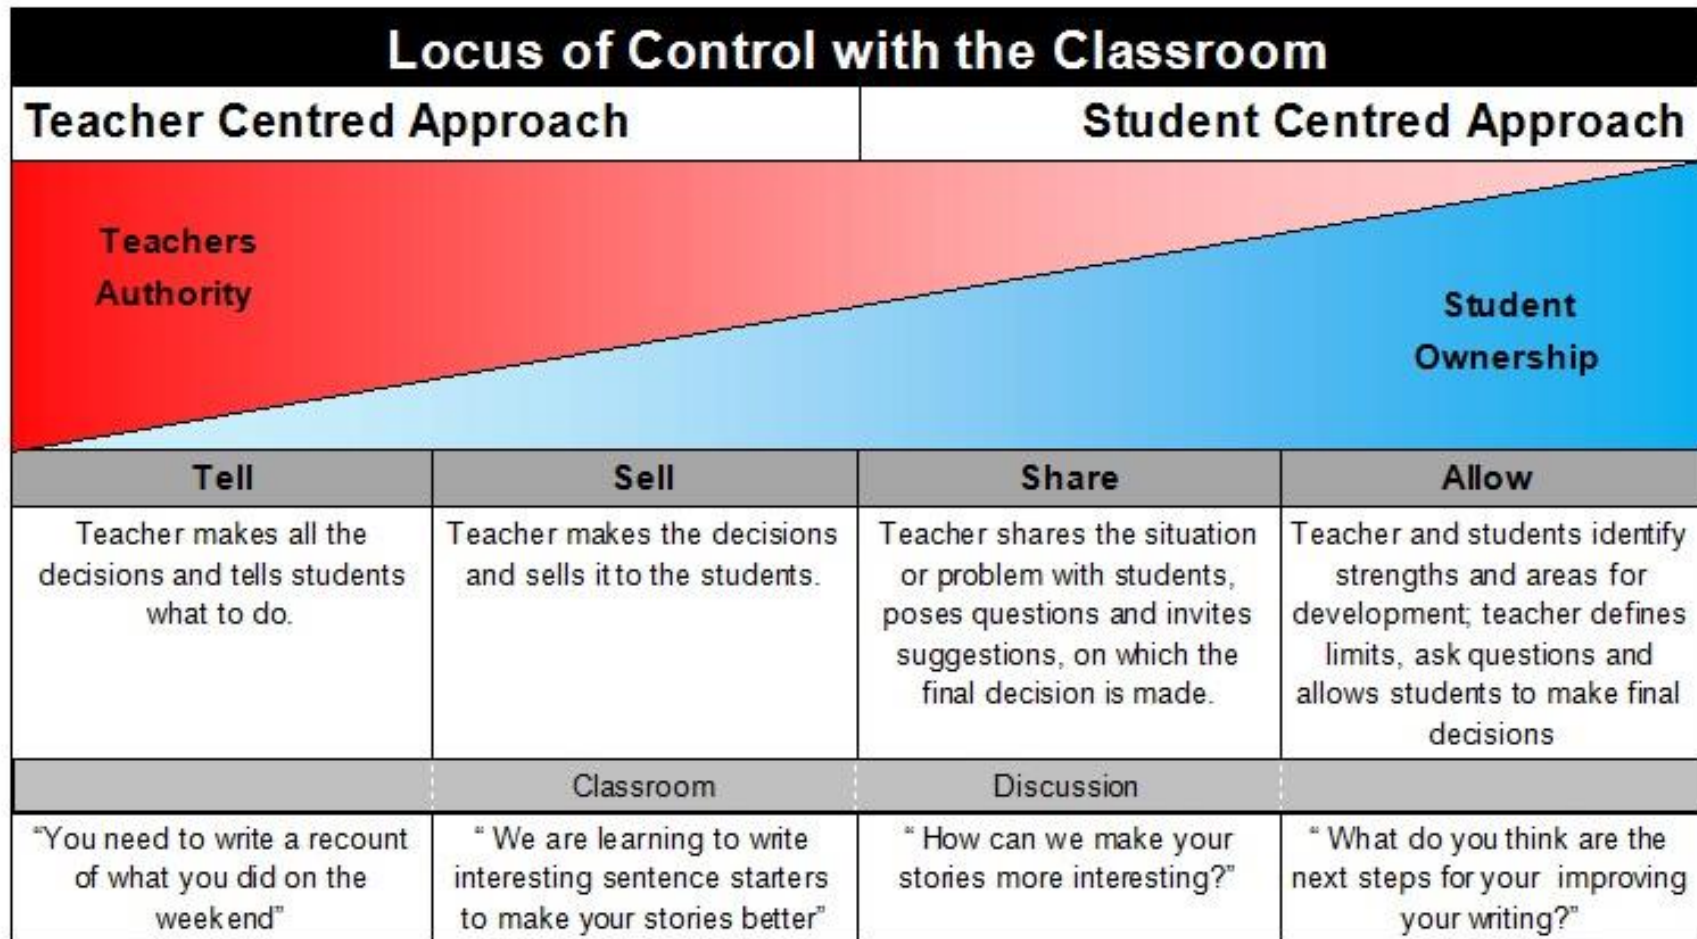 Locus of Control with the Classroom
Teacher Centred Approach
Student Centred Approach
Teachers
Authority
Student
Ownership
Tell
Sell
Share
Allow
Teacher makes all the
decisions and tells students
what to do.
Teacher makes the decisions
and sells it to the students.
Teacher shares the situation
or problem with students,
poses questions and invites
suggestions, on which the
final decision is made.
Teacher and students identify
strengths and areas for
development; teacher defines
limits, ask questions and
allows students to make final
decisions
Classroom
Discussion
“You need to write a recount
of what you did on the
weekend”
“ We are learning to write
interesting sentence starters
to make your stories better”
“ How can we make your
stories more interesting?”
“ What do you think are the
next steps for your improving
your writing?”